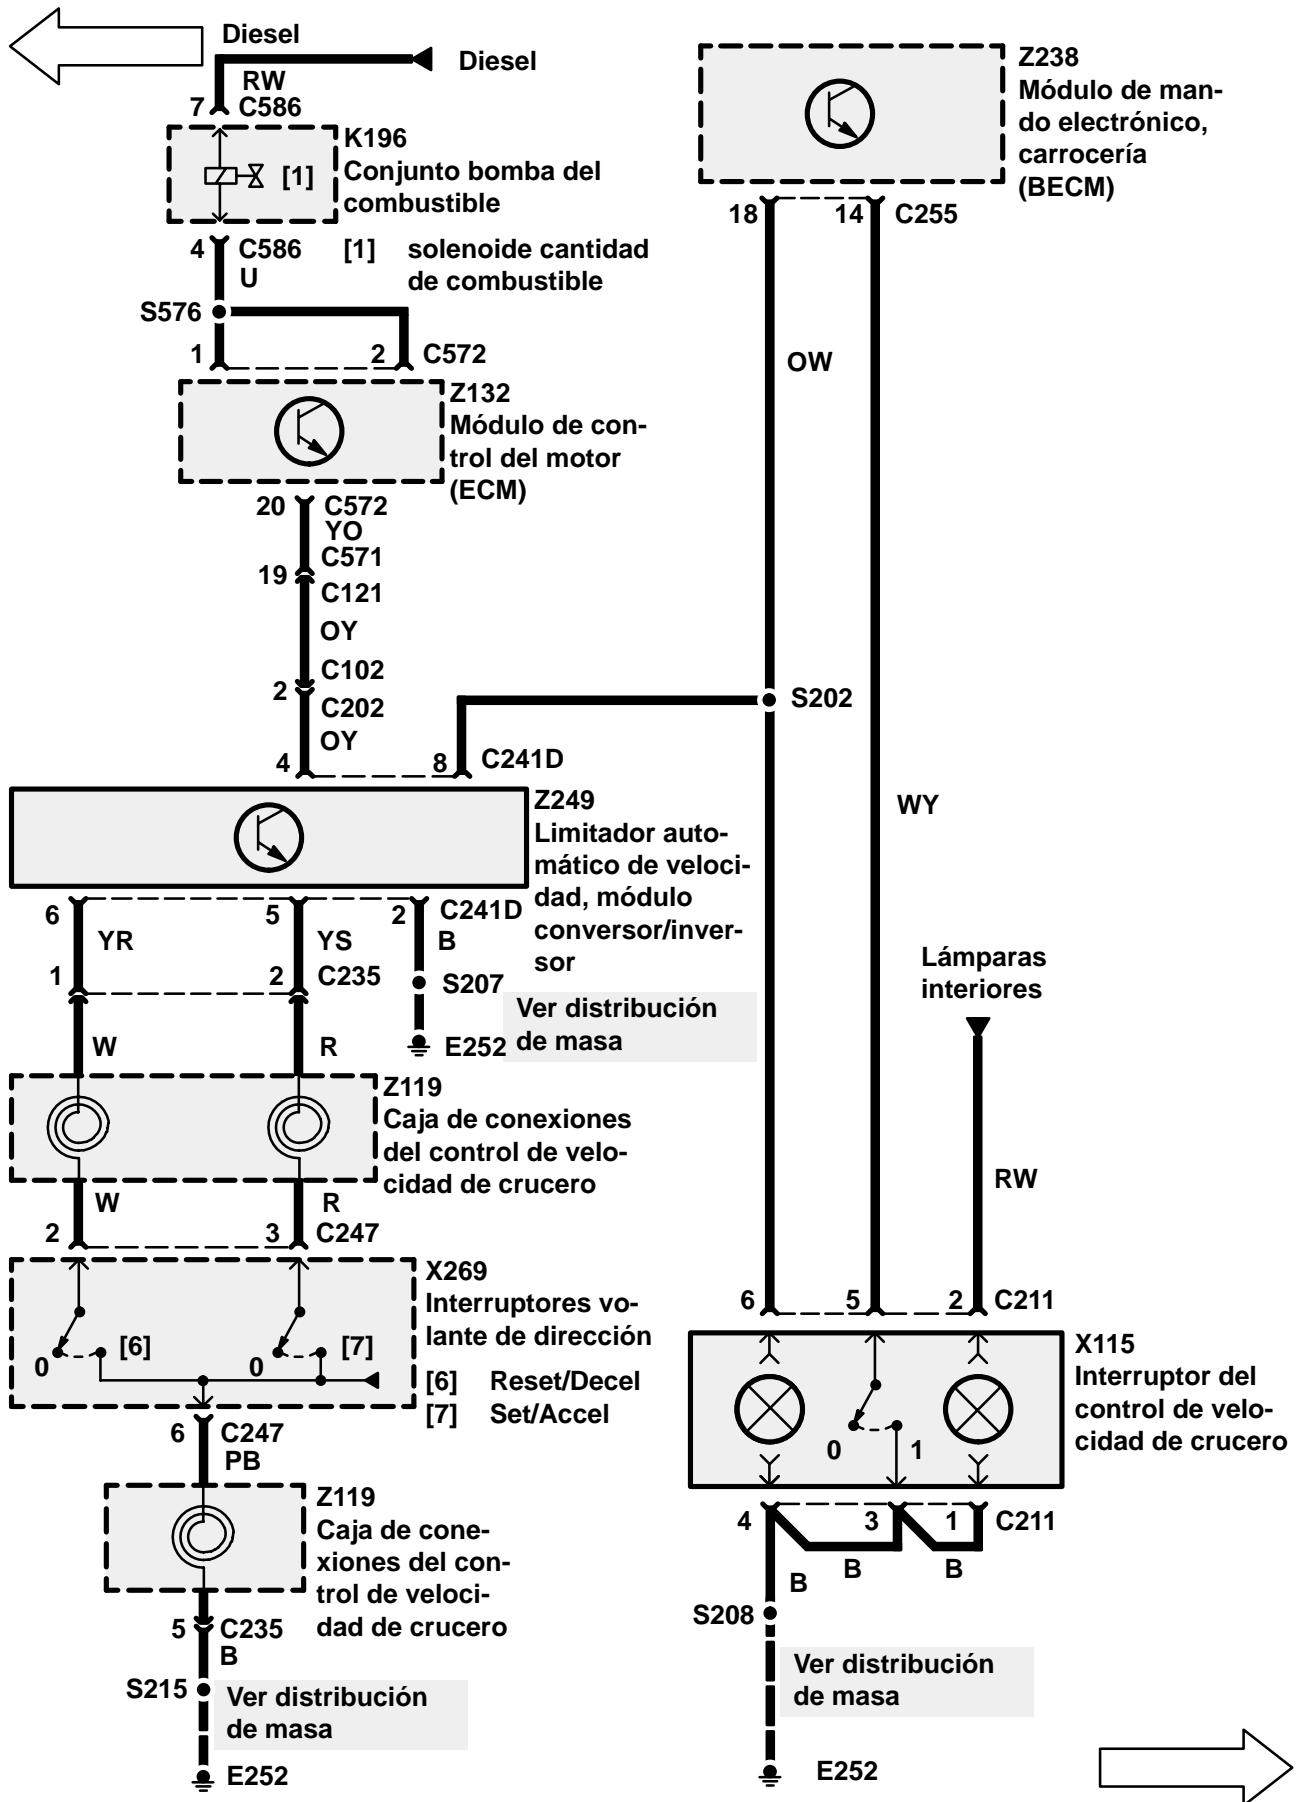 Diesel
Diesel
RW
7 C586
K196
Conjunto bomba del
combustible
[1]
4 C586
U
[1] solenoide cantidad
de combustible
S576
1 2 C572
Z132
Módulo de con-
trol del motor
(ECM)
20 C572
YO
C571
19
C121
OY
C102
2
C202
OY
4 8 C241D
Z249
Limitador auto-
mático de veloci-
dad, módulo
conversor/inver-
sor
6 5 2 C241D
YR YS B
1 2 C235
S207
Ver distribución
de masa
E252
W R
Z119
Caja de conexiones
del control de velo-
cidad de crucero
W R
2 3 C247
X269
Interruptores vo-
lante de dirección
0 [6] 0 [7]
[6] Reset/Decel
[7] Set/Accel
6 C247
PB
Z119
Caja de cone-
xiones del con-
trol de veloci-
dad de crucero
5 C235
B
S215
Ver distribución
de masa
E252
Z238
Módulo de man-
do electrónico,
carrocería
(BECM)
18 14 C255
OW
S202
WY
Lámparas
interiores
RW
6 5 2 C211
X115
Interruptor del
control de velo-
cidad de crucero
0 1
4 3 1 C211
B B B
S208
Ver distribución
de masa
E252